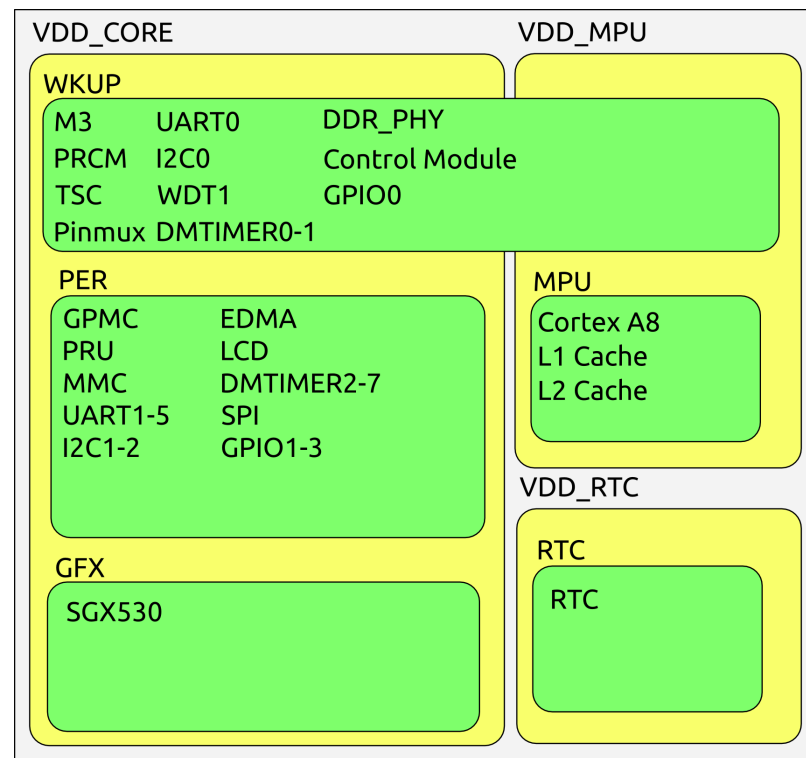 VDD_CORE
WKUP
M3 UART0 DDR_PHY
PRCM I2C0 Control Module
TSC WDT1 GPIO0
Pinmux DMTIMER0-1
PER
GPMC EDMA
PRU LCD
MMC DMTIMER2-7
UART1-5 SPI
I2C1-2 GPIO1-3
GFX
SGX530
VDD_MPU
MPU
Cortex A8
L1 Cache
L2 Cache
VDD_RTC
RTC
RTC